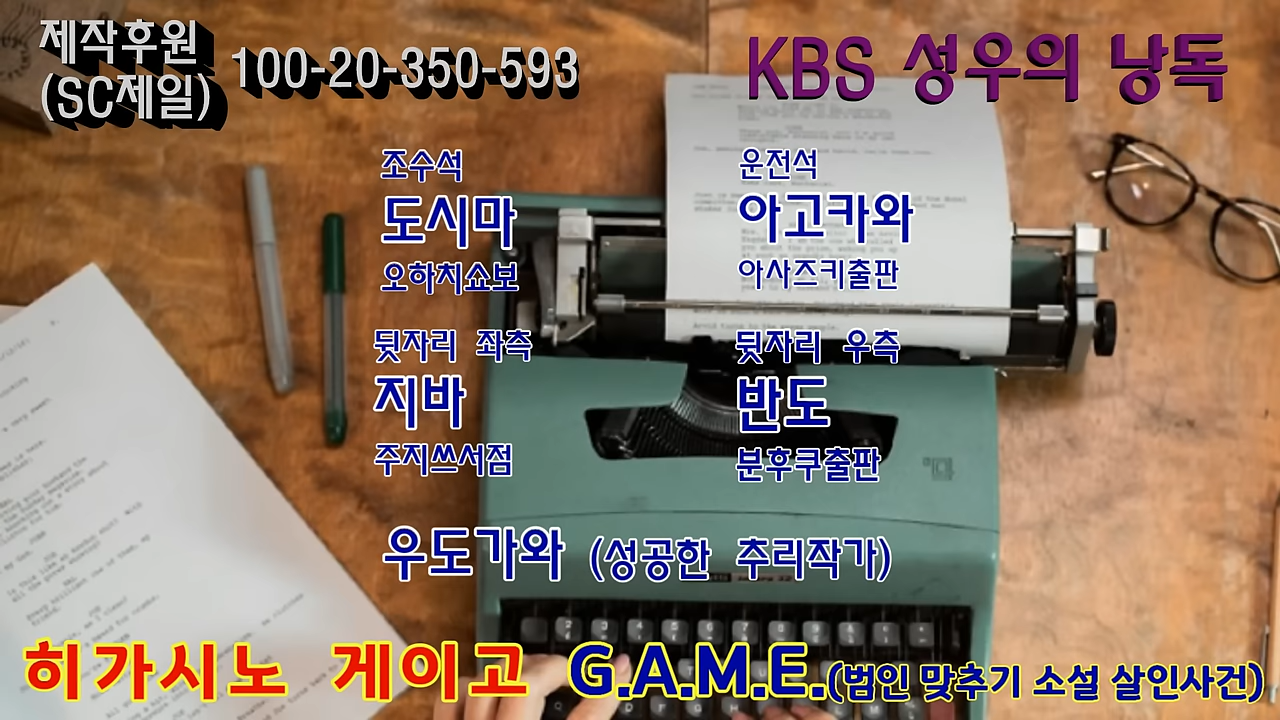 제작후원
(SC제일)
100-20-350-593
KBS 성우의 낭독
조수석
도시마
오하치쇼보
운전석
아고카와
아사즈키출판
뒷자리 좌측
지바
주지쓰서점
뒷자리 우측
반도
분후쿠출판
우도가와 (성공한 추리작가)
히가시노 게이고 G.A.M.E.(범인 맞추기 소설 살인사건)